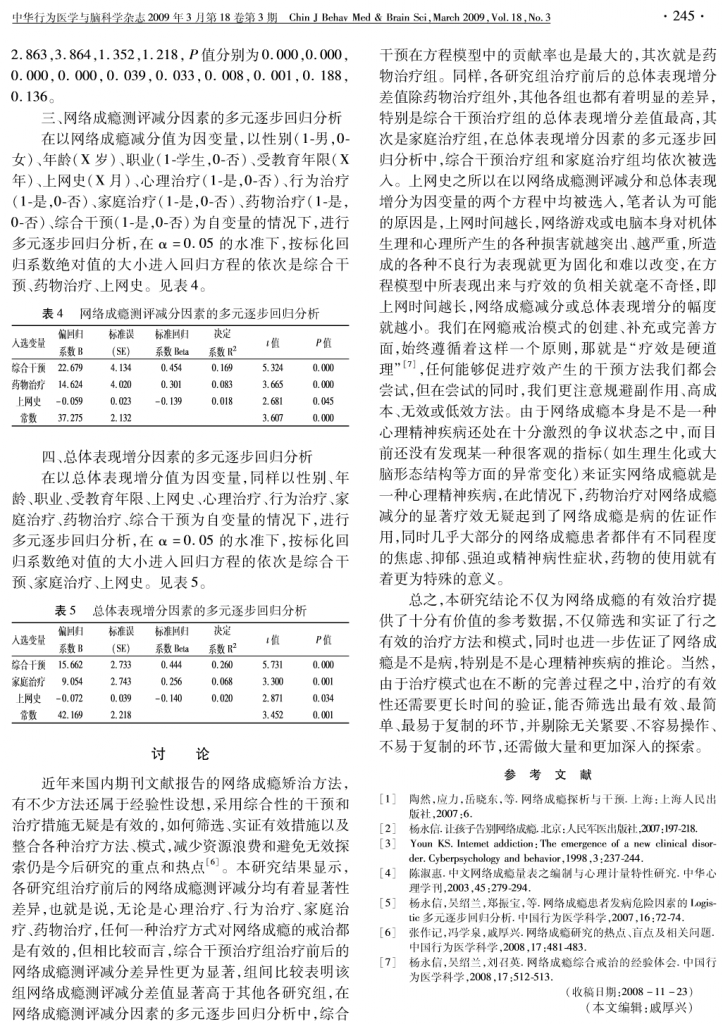 中华行为医学与脑科学杂志 2009 年 3 月第 18 卷第 3 期 Chin J Behav Med & Brain Sci, March 2009, Vol. 18, No. 3
· 245 ·
2. 863,3. 864,1. 352,1. 218, P 值分别为 0. 000,0. 000,
0. 000, 0. 000, 0. 039, 0. 033, 0. 008, 0. 001, 0. 188,
0. 136。
三、网络成瘾测评减分因素的多元逐步回归分析
在以网络成瘾减分值为因变量,以性别(1-男,0-
女)、年龄(X 岁)、职业(1-学生,0-否)、受教育年限(X
年)、上网史(X 月)、心理治疗(1-是,0-否)、行为治疗
(1-是,0-否)、家庭治疗(1-是,0-否)、药物治疗(1-是,
0-否)、综合干预(1-是,0-否)为自变量的情况下,进行
多元逐步回归分析,在 α = 0. 05 的水准下,按标化回
归系数绝对值的大小进入回归方程的依次是综合干
预、药物治疗、上网史。见表 4。
表 4 网络成瘾测评减分因素的多元逐步回归分析
入选变量 偏回归系数 B 标准误(SE) 标准回归系数 Beta 决定系数 R² t 值 P 值
综合干预 22. 679 4. 134 0. 454 0. 169 5. 324 0. 000
药物治疗 14. 624 4. 020 0. 301 0. 083 3. 665 0. 000
上网史 -0. 059 0. 023 -0. 139 0. 018 2. 681 0. 045
常数 37. 275 2. 132 3. 607 0. 000
四、总体表现增分因素的多元逐步回归分析
在以总体表现增分值为因变量,同样以性别、年
龄、职业、受教育年限、上网史、心理治疗、行为治疗、家
庭治疗、药物治疗、综合干预为自变量的情况下,进行
多元逐步回归分析,在 α = 0. 05 的水准下,按标化回
归系数绝对值的大小进入回归方程的依次是综合干
预、家庭治疗、上网史。见表 5。
表 5 总体表现增分因素的多元逐步回归分析
入选变量 偏回归系数 B 标准误(SE) 标准回归系数 Beta 决定系数 R² t 值 P 值
综合干预 15. 662 2. 733 0. 444 0. 260 5. 731 0. 000
家庭治疗 9. 054 2. 743 0. 256 0. 068 3. 300 0. 001
上网史 -0. 072 0. 039 -0. 140 0. 020 2. 871 0. 034
常数 42. 169 2. 218 3. 452 0. 001
讨 论
近年来国内期刊文献报告的网络成瘾矫治方法,
有不少方法还属于经验性设想,采用综合性的干预和
治疗措施无疑是有效的,如何筛选、实证有效措施以及
整合各种治疗方法、模式,减少资源浪费和避免无效探
索仍是今后研究的重点和热点[6]。本研究结果显示,
各研究组治疗前后的网络成瘾测评减分均有着显著性
差异,也就是说,无论是心理治疗、行为治疗、家庭治
疗、药物治疗,任何一种治疗方式对网络成瘾的戒治都
是有效的,但相比较而言,综合干预治疗组治疗前后的
网络成瘾测评减分差异性更为显著,组间比较表明该
组网络成瘾测评减分差值显著高于其他各研究组,在
网络成瘾测评减分因素的多元逐步回归分析中,综合
干预在方程模型中的贡献率也是最大的,其次就是药
物治疗组。同样,各研究组治疗前后的总体表现增分
差值除药物治疗组外,其他各组也都有着明显的差异,
特别是综合干预治疗组的总体表现增分差值最高,其
次是家庭治疗组,在总体表现增分因素的多元逐步回
归分析中,综合干预治疗组和家庭治疗组均依次被选
入。上网史之所以在以网络成瘾测评减分和总体表现
增分为因变量的两个方程中均被选入,笔者认为可能
的原因是,上网时间越长,网络游戏或电脑本身对机体
生理和心理所产生的各种损害就越突出、越严重,所造
成的各种不良行为表现就更为固化和难以改变,在方
程模型中所表现出来与疗效的负相关就毫不奇怪,即
上网时间越长,网络成瘾减分或总体表现增分的幅度
就越小。我们在网瘾戒治模式的创建、补充或完善方
面,始终遵循着这样一个原则,那就是“疗效是硬道
理”[7],任何能够促进疗效产生的干预方法我们都会
尝试,但在尝试的同时,我们更注意规避副作用、高成
本、无效或低效方法。由于网络成瘾本身是不是一种
心理精神疾病还处在十分激烈的争议状态之中,而目
前还没有发现某一种很客观的指标(如生理生化或大
脑形态结构等方面的异常变化)来证实网络成瘾就是
一种心理精神疾病,在此情况下,药物治疗对网络成瘾
减分的显著疗效无疑起到了网络成瘾是病的佐证作
用,同时几乎大部分的网络成瘾患者都伴有不同程度
的焦虑、抑郁、强迫或精神病性症状,药物的使用就有
着更为特殊的意义。
总之,本研究结论不仅为网络成瘾的有效治疗提
供了十分有价值的参考数据,不仅筛选和实证了行之
有效的治疗方法和模式,同时也进一步佐证了网络成
瘾是不是病,特别是不是心理精神疾病的推论。当然,
由于治疗模式也在不断的完善过程之中,治疗的有效
性还需要更长时间的验证,能否筛选出最有效、最简
单、最易于复制的环节,并剔除无关紧要、不容易操作、
不易于复制的环节,还需做大量和更加深入的探索。
参 考 文 献
[1] 陶然,应力,岳晓东,等. 网络成瘾探析与干预. 上海:上海人民出
版社,2007;6.
[2] 杨永信. 让孩子告别网络成瘾. 北京:人民军医出版社,2007;197-218.
[3] Youn KS. Internet addiction: The emergence of a new clinical disor-
der. Cyberpsychology and behavior, 1998, 3:237-244.
[4] 陈淑惠. 中文网络成瘾量表之编制与心理计量特性研究. 中华心
理学刊,2003,45:279-294.
[5] 杨永信,吴绍兰,郑振宝,等. 网络成瘾患者发病危险因素的 Logis-
tic 多元逐步回归分析. 中国行为医学科学,2007,16:72-74.
[6] 张作记,冯学泉,戚厚兴. 网络成瘾研究的热点、盲点及相关问题.
中国行为医学科学,2008,17:481-483.
[7] 杨永信,吴绍兰,刘召英. 网络成瘾综合戒治的经验体会. 中国行
为医学科学,2008,17:512-513.
(收稿日期:2008 - 11 - 23)
(本文编辑:戚厚兴)